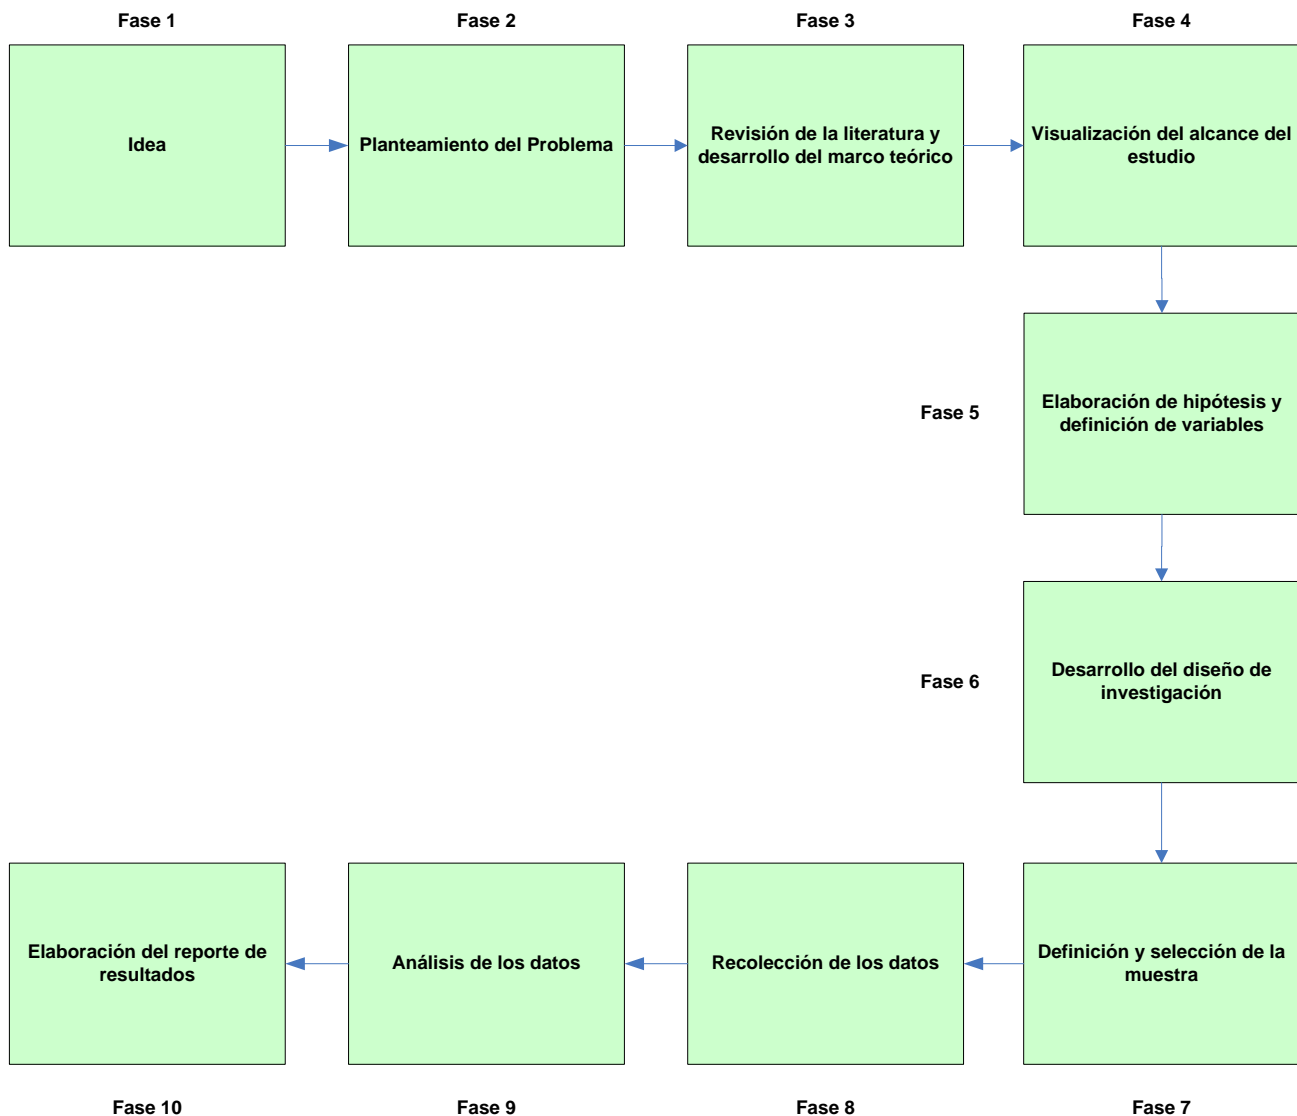 Fase 1
Fase 2
Fase 3
Fase 4
Idea
Planteamiento del Problema
Revisión de la literatura y
desarrollo del marco teórico
Visualización del alcance del
estudio
Fase 5
Elaboración de hipótesis y
definición de variables
Fase 6
Desarrollo del diseño de
investigación
Elaboración del reporte de
resultados
Análisis de los datos
Recolección de los datos
Definición y selección de la
muestra
Fase 10
Fase 9
Fase 8
Fase 7